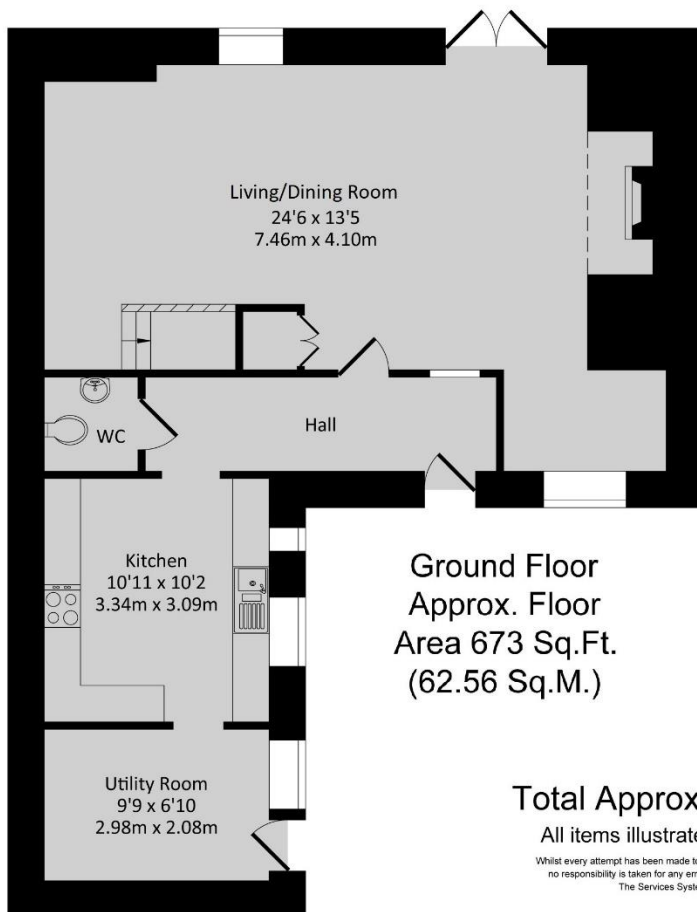 Living/Dining Room
24'6 x 13'5
7.46m x 4.10m
WC
Hall
Kitchen
10'11 x 10'2
3.34m x 3.09m
Ground Floor
Approx. Floor
Area 673 Sq.Ft.
(62.56 Sq.M.)
Utility Room
9'9 x 6'10
2.98m x 2.08m
Total Approx
All items illustrate
Whilst every attempt has been made to
no responsibility is taken for any err
The Services Syste